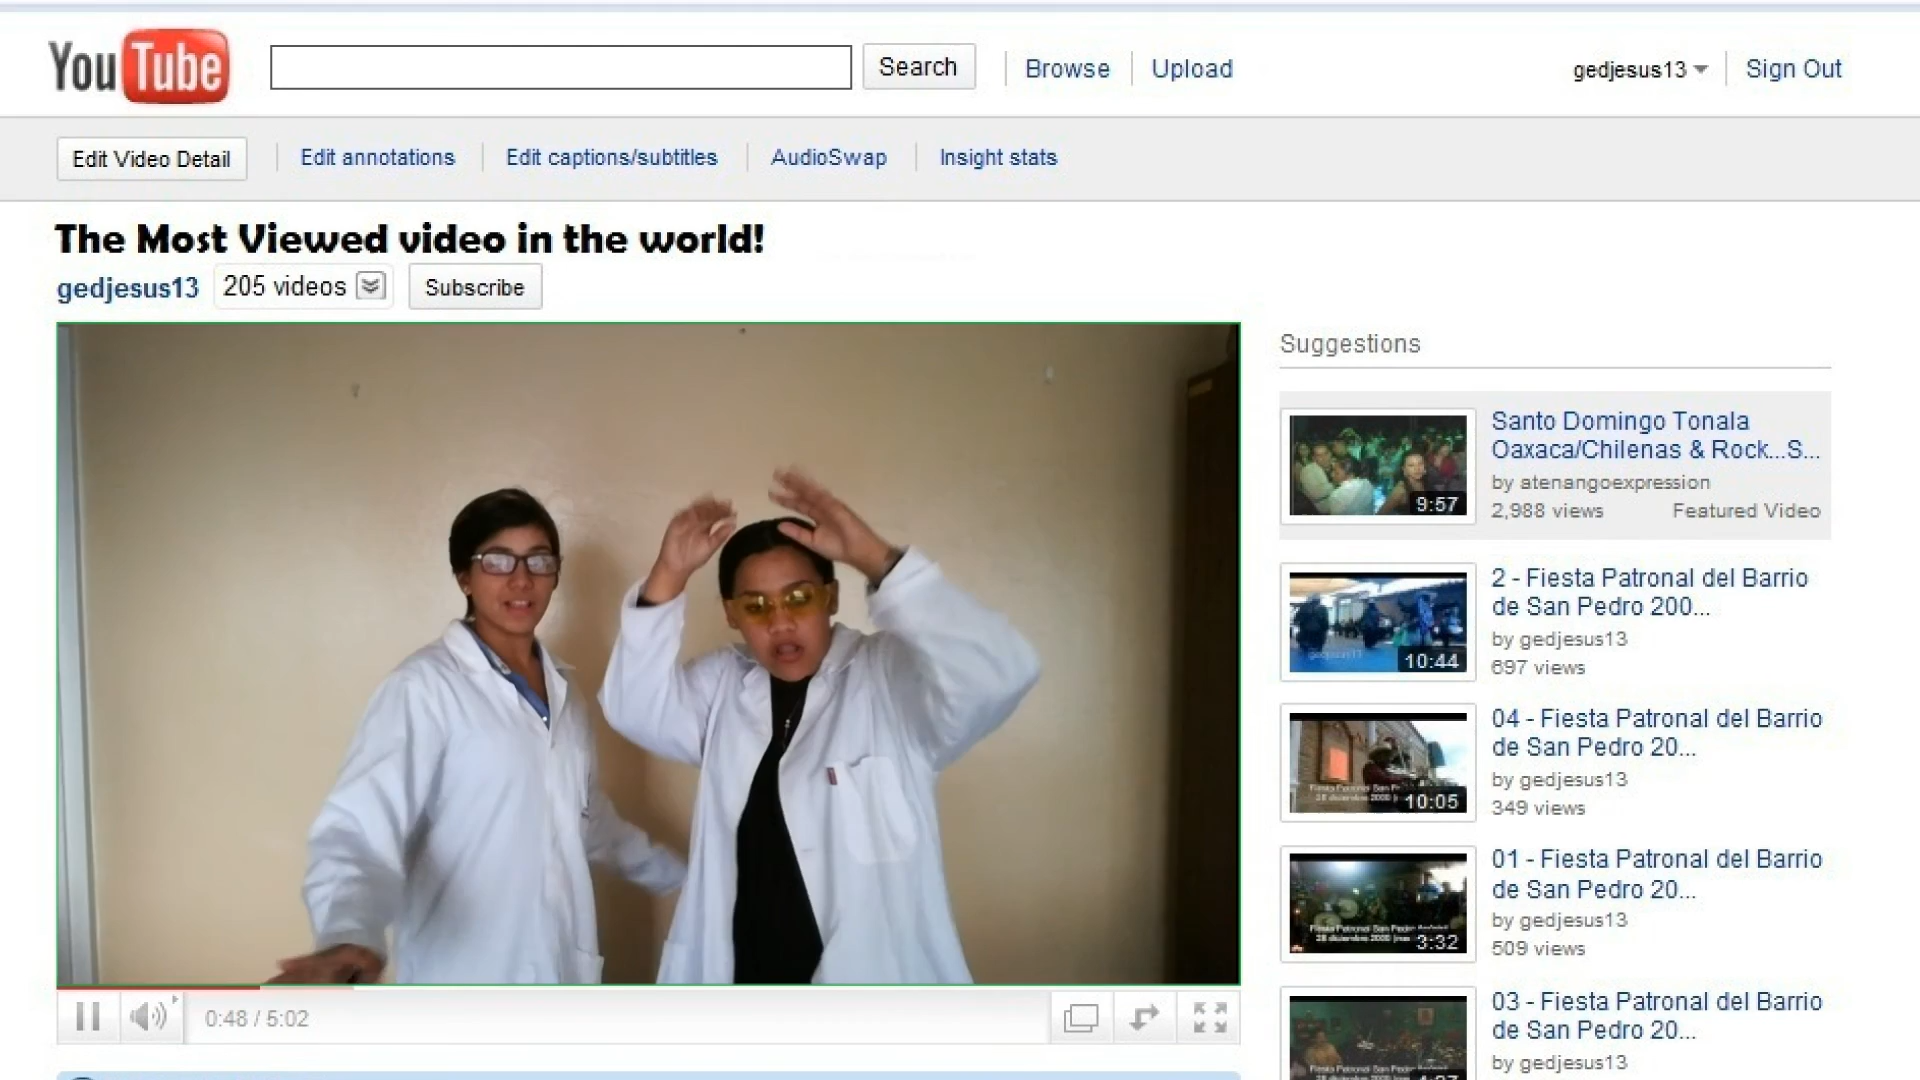 YouTube
Search
Browse
Upload
gedjesus13
Sign Out
Edit Video Detail
Edit annotations
Edit captions/subtitles
AudioSwap
Insight stats
The Most Viewed video in the world!
gedjesus13
205 videos
Subscribe
Suggestions
9:57
Santo Domingo Tonala
Oaxaca/Chilenas & Rock...S...
by atenangoexpression
2,988 views
Featured Video
10:44
2 - Fiesta Patronal del Barrio
de San Pedro 200...
by gedjesus13
697 views
10:05
04 - Fiesta Patronal del Barrio
de San Pedro 20...
by gedjesus13
349 views
3:32
01 - Fiesta Patronal del Barrio
de San Pedro 20...
by gedjesus13
509 views
03 - Fiesta Patronal del Barrio
de San Pedro 20...
by gedjesus13
0:48 / 5:02